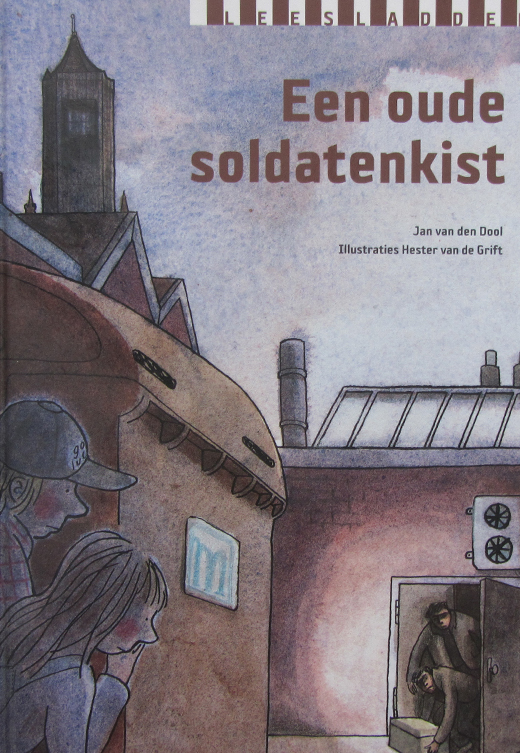 LEESLADDE
Een oude
soldatenkist
Jan van den Dool
Illustraties Hester van de Grift
m